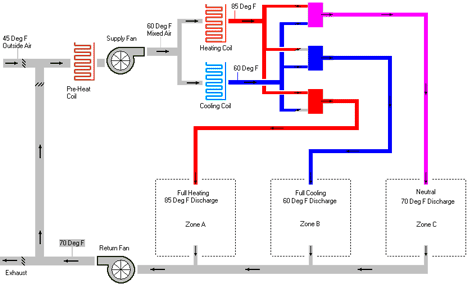 45 Deg F
Outside Air
Supply Fan
60 Deg F
Mixed Air
85 Deg F
Heating Coil
60 Deg F
Cooling Coil
Pre-Heat
Coil
Full Heating
85 Deg F Discharge
Zone A
Full Cooling
60 Deg F Discharge
Zone B
Neutral
70 Deg F Discharge
Zone C
70 Deg F
Return Fan
Exhaust